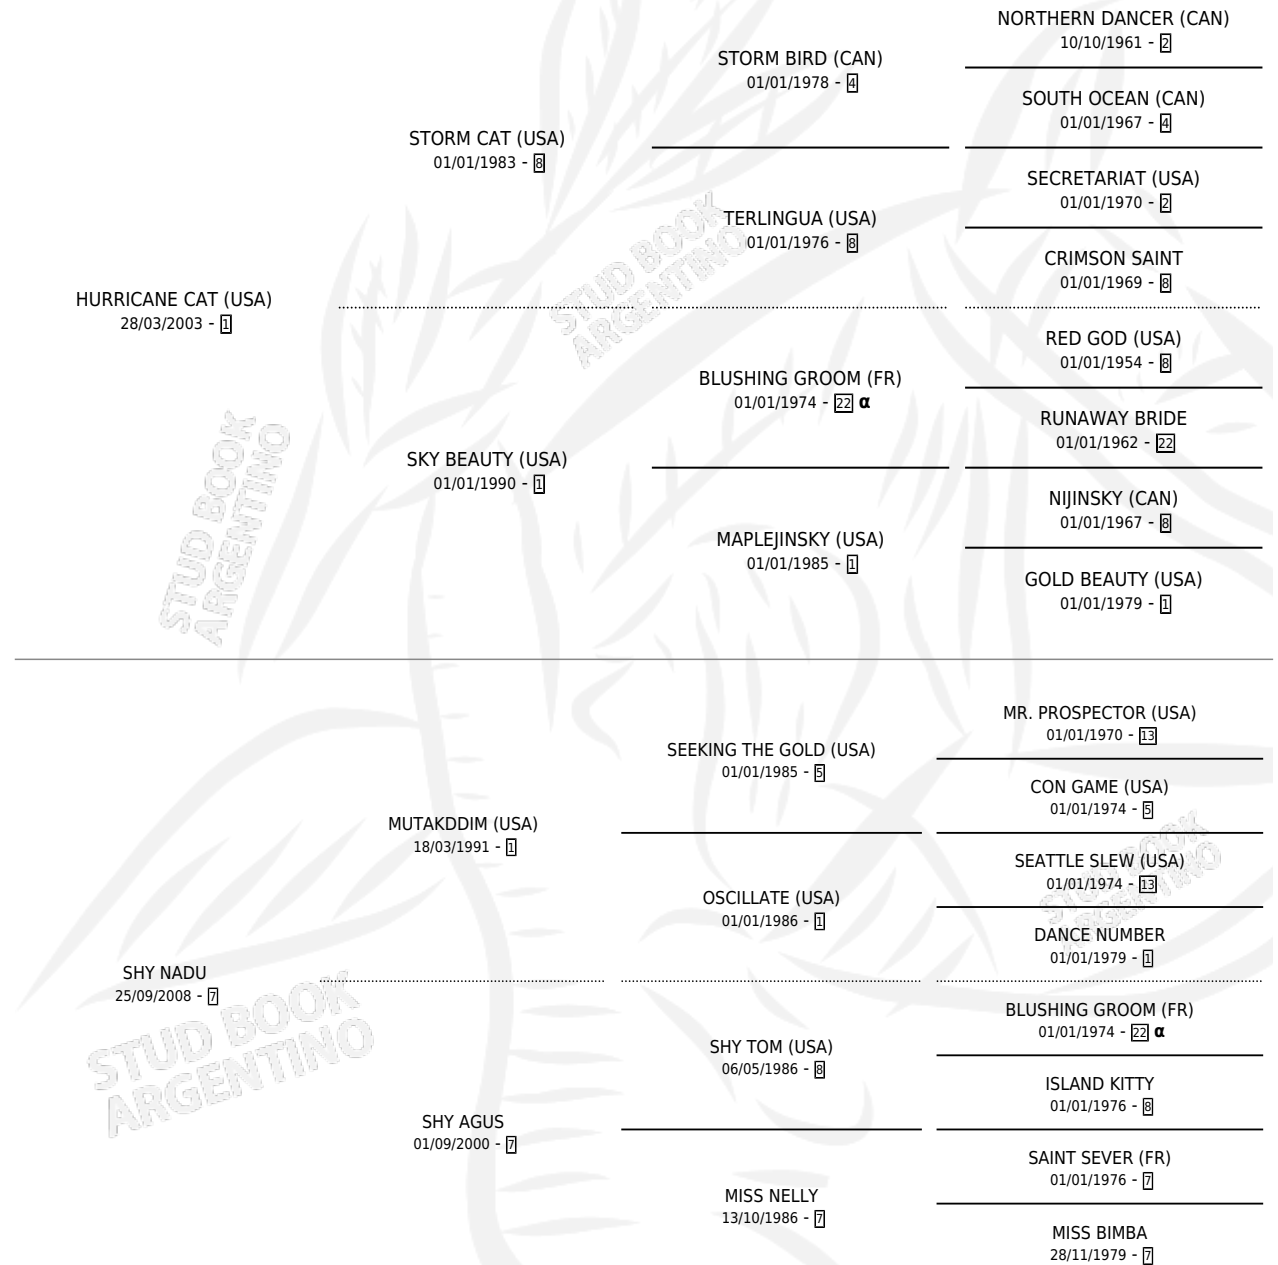 NORTHERN DANCER (CAN)
10/10/1961 - 2
STORM BIRD (CAN)
01/01/1978 - 4
SOUTH OCEAN (CAN)
01/01/1967 - 4
STORM CAT (USA)
01/01/1983 - 8
SECRETARIAT (USA)
01/01/1970 - 2
TERLINGUA (USA)
01/01/1976 - 8
CRIMSON SAINT
01/01/1969 - 8
HURRICANE CAT (USA)
28/03/2003 - 1
RED GOD (USA)
01/01/1954 - 8
BLUSHING GROOM (FR)
01/01/1974 - 22 α
RUNAWAY BRIDE
01/01/1962 - 22
SKY BEAUTY (USA)
01/01/1990 - 1
NIJINSKY (CAN)
01/01/1967 - 8
MAPLEJINSKY (USA)
01/01/1985 - 1
GOLD BEAUTY (USA)
01/01/1979 - 1
MR. PROSPECTOR (USA)
01/01/1970 - 13
SEEKING THE GOLD (USA)
01/01/1985 - 5
CON GAME (USA)
01/01/1974 - 5
MUTAKDDIM (USA)
18/03/1991 - 1
SEATTLE SLEW (USA)
01/01/1974 - 13
OSCILLATE (USA)
01/01/1986 - 1
DANCE NUMBER
01/01/1979 - 1
SHY NADU
25/09/2008 - 7
BLUSHING GROOM (FR)
01/01/1974 - 22 α
SHY TOM (USA)
06/05/1986 - 8
ISLAND KITTY
01/01/1976 - 8
SHY AGUS
01/09/2000 - 7
SAINT SEVER (FR)
01/01/1976 - 7
MISS NELLY
13/10/1986 - 7
MISS BIMBA
28/11/1979 - 7
STUD BOOK
ARGENTINO
STUD BOOK
ARGENTINO
STUD BOOK
ARGENTINO
STUD BOOK
ARGENTINO